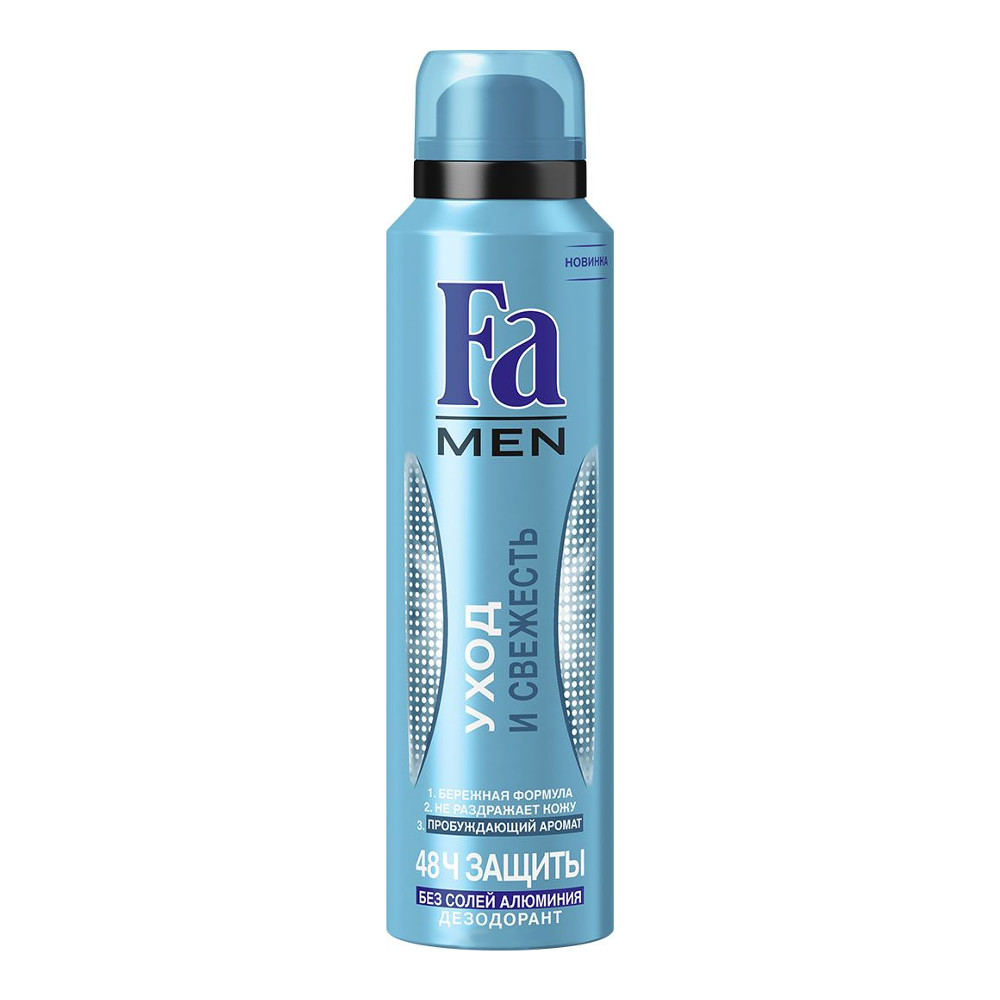 НОВИНКА
Fa
MEN
УХОД
И СВЕЖЕСТЬ
1. БЕРЕЖНАЯ ФОРМУЛА
2. НЕ РАЗДРАЖАЕТ КОЖУ
3. ПРОБУЖДАЮЩИЙ АРОМАТ
48Ч ЗАЩИТЫ
БЕЗ СОЛЕЙ АЛЮМИНИЯ
ДЕЗОДОРАНТ